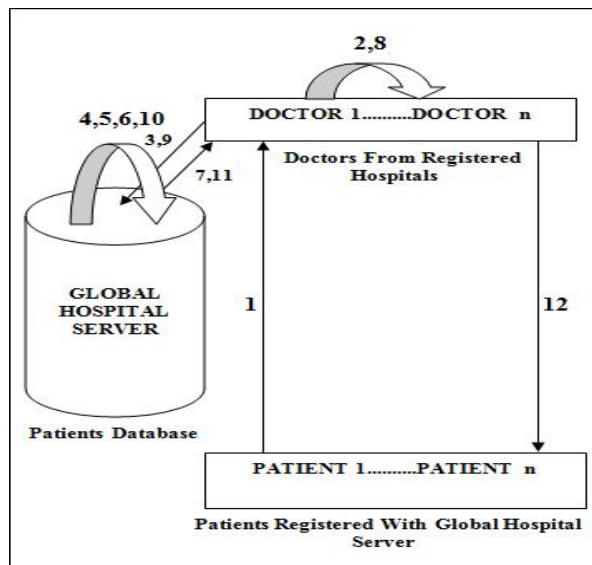 2,8
4,5,6,10
DOCTOR 1..........DOCTOR n
3,9
Doctors From Registered
Hospitals
7,11
GLOBAL
HOSPITAL
SERVER
1
12
Patients Database
PATIENT 1..........PATIENT n
Patients Registered With Global Hospital
Server